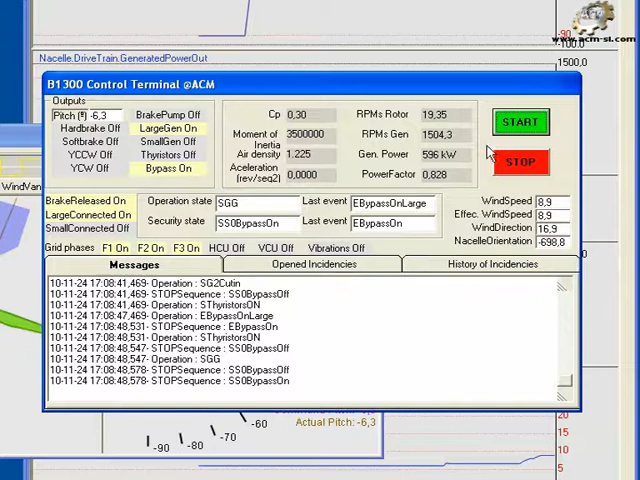 -90
www.acm-sl.com
-100.0
Nacelle.DriveTrain.GeneratedPowerOut
1500,0
B1300 Control Terminal @ACM
Outputs
Pitch (º) -6,3
BrakePump Off
Hardbrake Off
LargeGen On
Softbrake Off
SmallGen Off
YCCW Off
Thyristors Off
YCW Off
Bypass On
Cp 0,30
RPMs Rotor 19,35
Moment of Inertia 3500000
RPMs Gen 1504,3
Air density 1.225
Gen. Power 596 kW
Aceleration (rev/seq2) 0,0000
PowerFactor 0,828
START
STOP
WindVan
BrakeReleased On
LargeConnected On
SmallConnected Off
Operation state SGG
Last event EBypassOnLarge
Security state SS0BypassOn
Last event EBypassOn
WindSpeed 8,9
Effec. WindSpeed 8,9
WindDirection 16,9
NacelleOrientation -698,8
Grid phases F1 On F2 On F3 On HCU Off VCU Off Vibrations Off
Messages
Opened Incidencies
History of Incidencies
10-11-24 17:08:41,469- Operation : SG2Cutin
10-11-24 17:08:41,469- STOPSequence : SS0BypassOff
10-11-24 17:08:41,469- Operation : SThyristorsON
10-11-24 17:08:47,469- Operation : EBypassOnLarge
10-11-24 17:08:48,531- STOPSequence : EBypassOn
10-11-24 17:08:48,531- Operation : SThyristorsON
10-11-24 17:08:48,547- STOPSequence : SS0BypassOff
10-11-24 17:08:48,547- Operation : SGG
10-11-24 17:08:48,578- STOPSequence : SS0BypassOff
10-11-24 17:08:48,578- STOPSequence : SS0BypassOn
Actual Pitch: -6,3
-60
-70
-80
-90
20
15
10
5